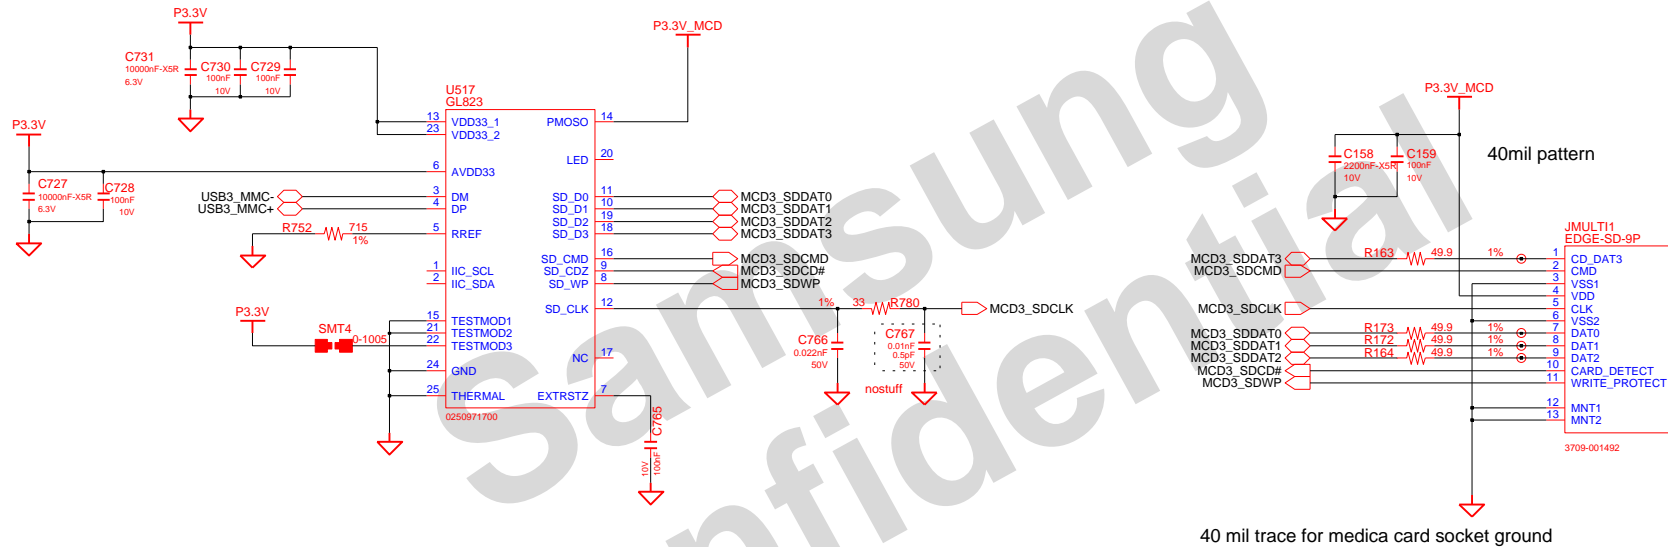 P3.3V
C731
10000nF-X5R
6.3V
C730
100nF
10V
C729
100nF
10V
P3.3V
C727
10000nF-X5R
6.3V
C728
100nF
10V
USB3_MMC-
USB3_MMC+
R752
715
1%
P3.3V
SMT4
0-1005
U517
GL823
13 VDD33_1
23 VDD33_2
6 AVDD33
3 DM
4 DP
5 RREF
1 IIC_SCL
2 IIC_SDA
15 TESTMOD1
21 TESTMOD2
22 TESTMOD3
24 GND
25 THERMAL
PMOSO 14
LED 20
SD_D0 11
SD_D1 10
SD_D2 19
SD_D3 18
SD_CMD 16
SD_CDZ 9
SD_WP 8
SD_CLK 12
NC 17
EXTRSTZ 7
0250971700
P3.3V_MCD
MCD3_SDDAT0
MCD3_SDDAT1
MCD3_SDDAT2
MCD3_SDDAT3
MCD3_SDCMD
MCD3_SDCD#
MCD3_SDWP
1% 33 R780
MCD3_SDCLK
C766
0.022nF
50V
C767
0.01nF
0.5pF
50V
nostuff
C765
100nF
10V
P3.3V_MCD
C158
2200nF-X5R
10V
C159
100nF
10V
40mil pattern
JMULTI1
EDGE-SD-9P
MCD3_SDDAT3 R163 49.9 1% 1 CD_DAT3
MCD3_SDCMD 2 CMD
3 VSS1
4 VDD
MCD3_SDCLK 5 CLK
6 VSS2
MCD3_SDDAT0 R173 49.9 1% 7 DAT0
MCD3_SDDAT1 R172 49.9 1% 8 DAT1
MCD3_SDDAT2 R164 49.9 1% 9 DAT2
MCD3_SDCD# 10 CARD_DETECT
MCD3_SDWP 11 WRITE_PROTECT
12 MNT1
13 MNT2
3709-001492
40 mil trace for medica card socket ground
Samsung
nfidential